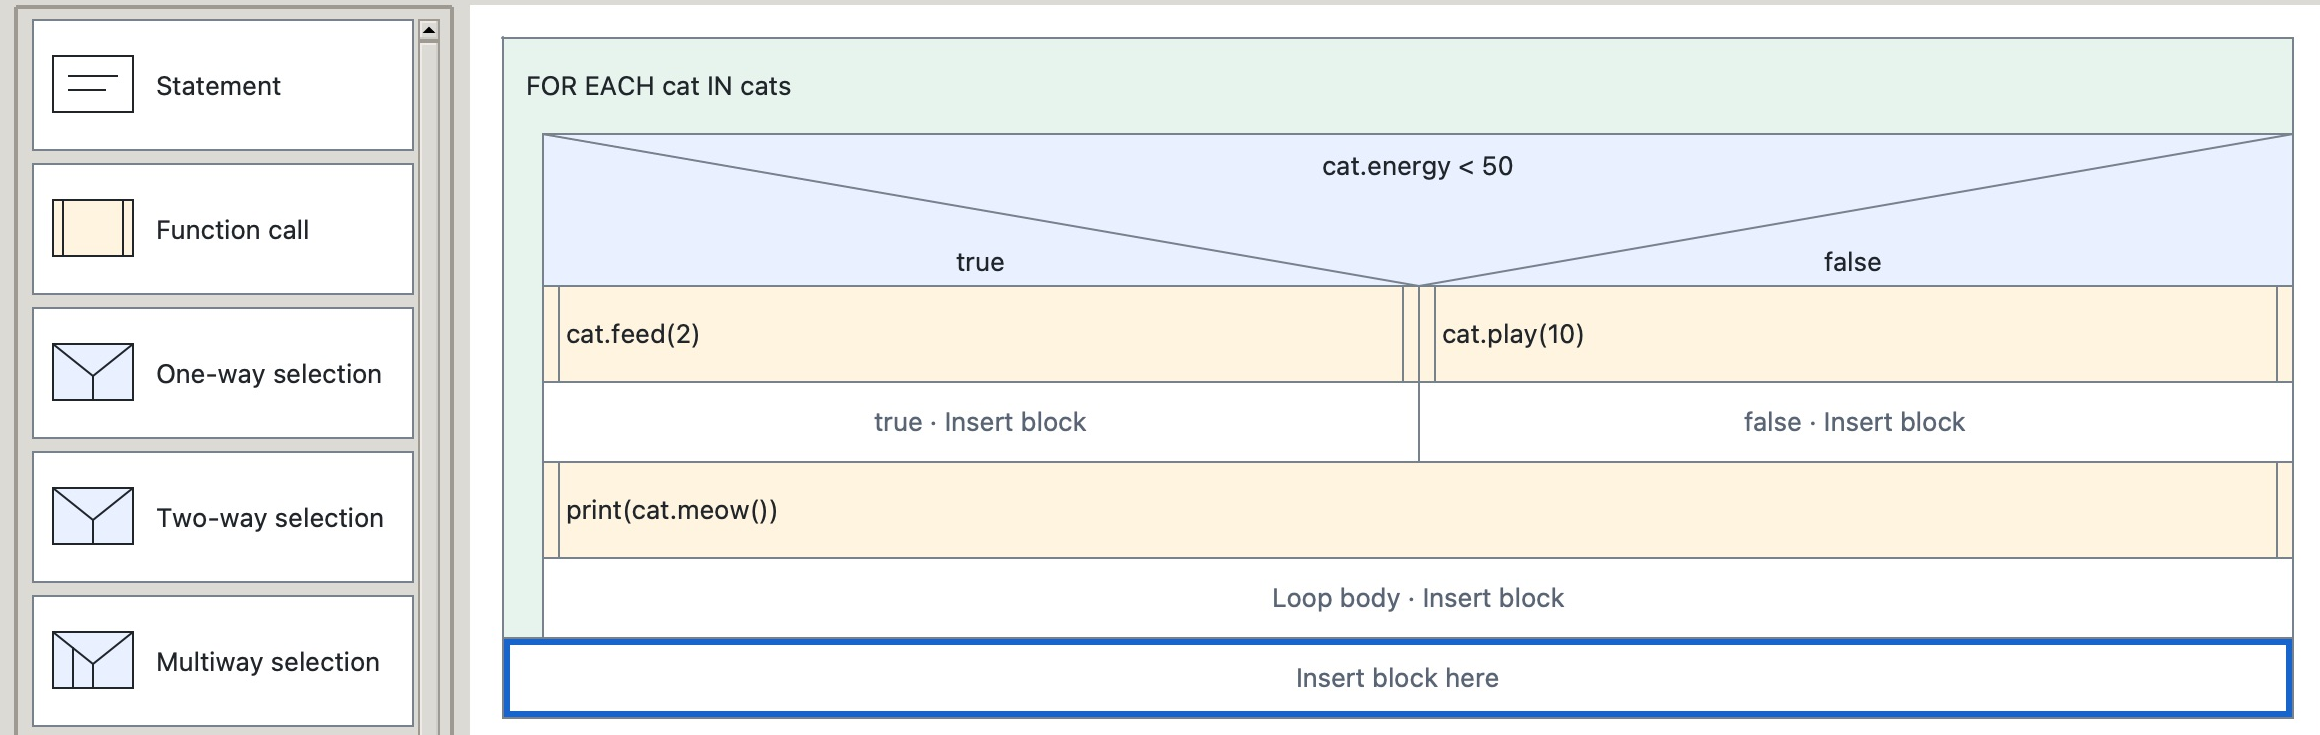 Statement
Function call
One-way selection
Two-way selection
Multiway selection
FOR EACH cat IN cats
cat.energy < 50
true
false
cat.feed(2)
cat.play(10)
true · Insert block
false · Insert block
print(cat.meow())
Loop body · Insert block
Insert block here